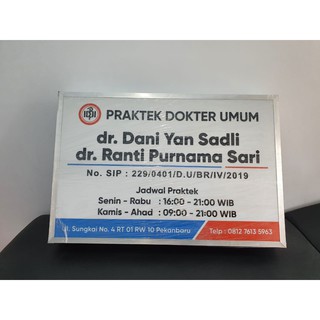 PRAKTEK DOKTER UMUM
dr. Dani Yan Sadli
dr. Ranti Purnama Sari
No. SIP : 229/0401/D.U/BR/IV/2019
Jadwal Praktek
Senin - Rabu : 16:00 - 21:00 WIB
Kamis - Ahad : 09:00 - 21:00 WIB
Jl. Sungkai No. 4 RT 01 RW 10 Pekanbaru Telp : 0812 7613 5963